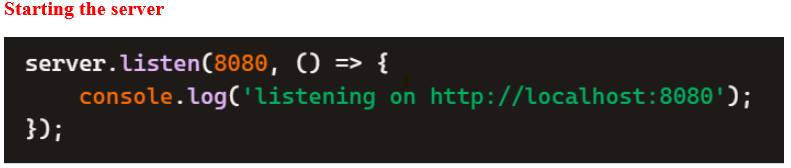 Starting the server
server.listen(8080, () => {
    console.log('listening on http://localhost:8080');
});